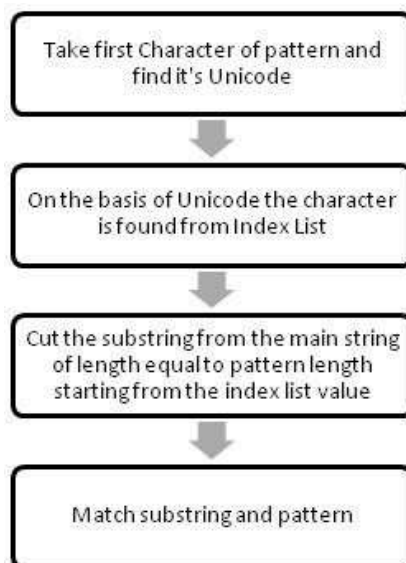 Take first Character of pattern and
find it's Unicode
On the basis of Unicode the character
is found from Index List
Cut the substring from the main string
of length equal to pattern length
starting from the index list value
Match substring and pattern